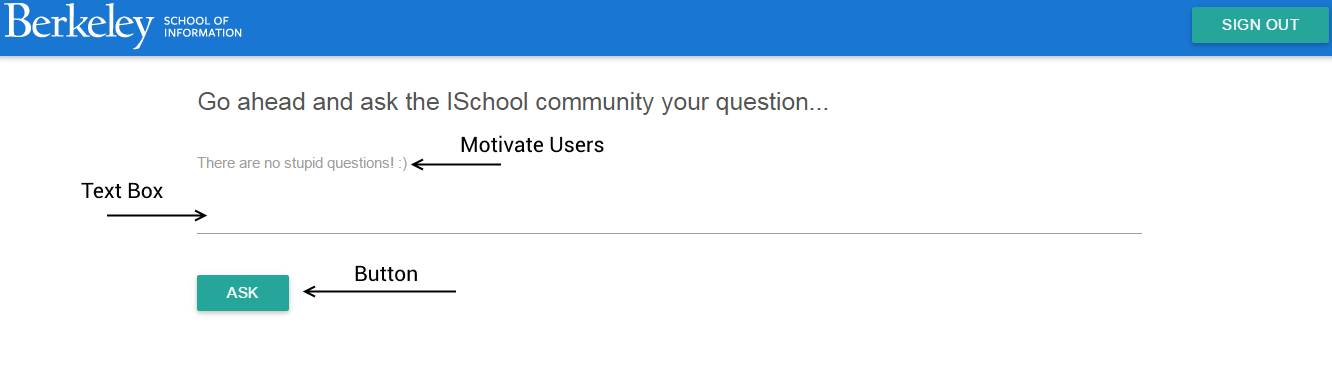 Berkeley SCHOOL OF
INFORMATION
SIGN OUT
Go ahead and ask the ISchool community your question...
Motivate Users
There are no stupid questions! :)
Text Box
Button
ASK